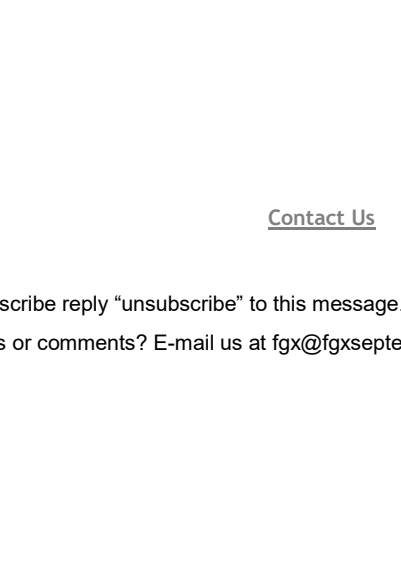 Contact Us
scribe reply “unsubscribe” to this message.
s or comments? E-mail us at fgx@fgxsepte